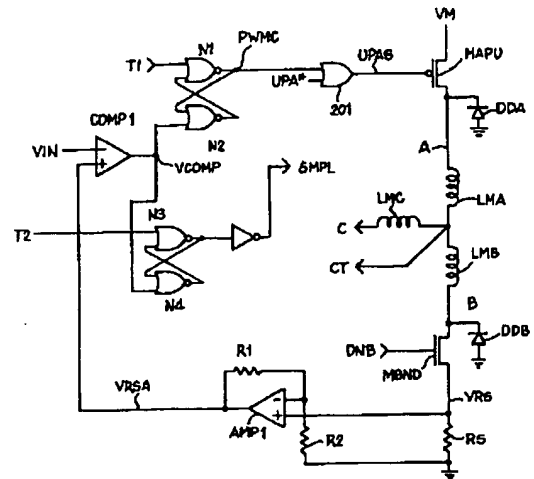 VM
N1
PWMC
T1
UPA*
UPAG
MAPU
201
DDA
COMP1
VIN
N2
VCOMP
A
SMPL
LMC
LMA
C
N3
T2
CT
LMB
N4
B
DDB
DNB
MBND
R1
VRSA
VRS
AMP1
R2
RS